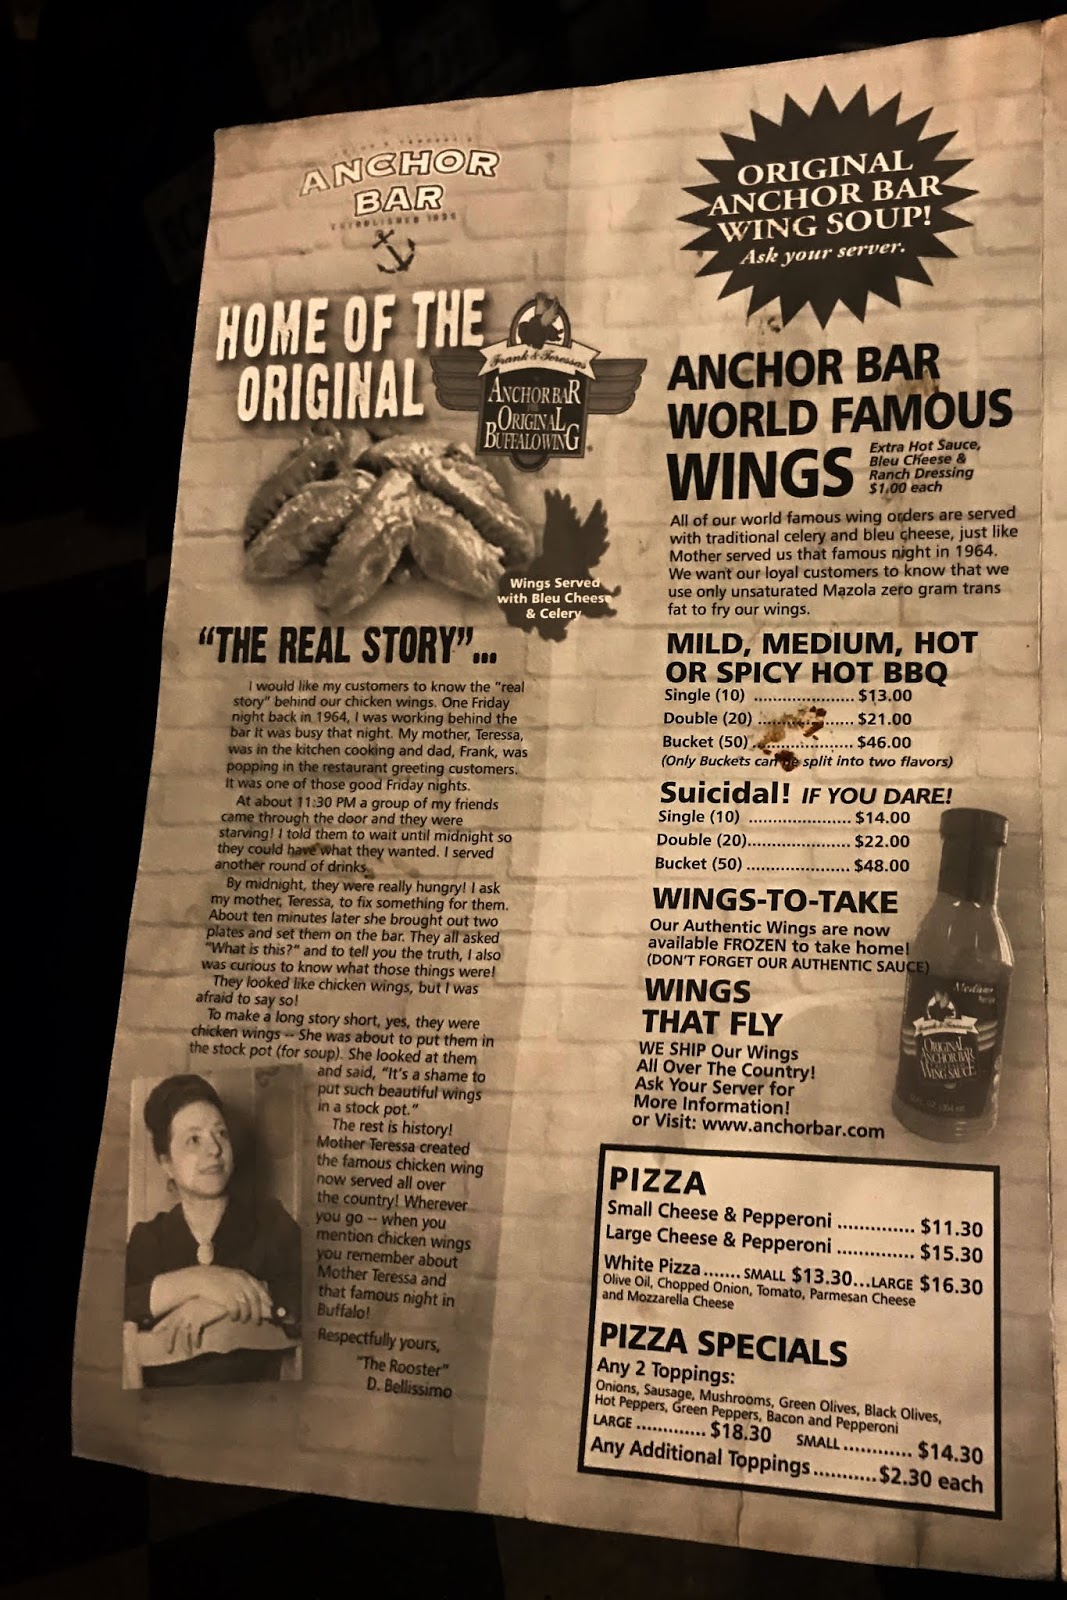 ANCHOR
BAR
ESTABLISHED 1935
HOME OF THE
ORIGINAL
Frank & Teressa's
ANCHOR BAR
THE
ORIGINAL
BUFFALO WING
Wings Served
with Bleu Cheese
& Celery
"THE REAL STORY"...
I would like my customers to know the "real
story" behind our chicken wings. One Friday
night back in 1964, I was working behind the
bar It was busy that night. My mother, Teressa,
was in the kitchen cooking and dad, Frank, was
popping in the restaurant greeting customers.
It was one of those good Friday nights.
At about 11:30 PM a group of my friends
came through the door and they were
starving! I told them to wait until midnight so
they could have what they wanted. I served
another round of drinks.
By midnight, they were really hungry! I ask
my mother, Teressa, to fix something for them.
About ten minutes later she brought out two
plates and set them on the bar. They all asked
"What is this?" and to tell you the truth, I also
was curious to know what those things were!
They looked like chicken wings, but I was
afraid to say so!
To make a long story short, yes, they were
chicken wings -- She was about to put them in
the stock pot (for soup). She looked at them
and said, "It's a shame to
put such beautiful wings
in a stock pot."
The rest is history!
Mother Teressa created
the famous chicken wing
now served all over
the country! Wherever
you go -- when you
mention chicken wings
you remember about
Mother Teressa and
that famous night in
Buffalo!
Respectfully yours,
"The Rooster"
D. Bellissimo
ORIGINAL
ANCHOR BAR
WING SOUP!
Ask your server.
ANCHOR BAR
WORLD FAMOUS
WINGS
Extra Hot Sauce,
Bleu Cheese &
Ranch Dressing
$1.00 each
All of our world famous wing orders are served
with traditional celery and bleu cheese, just like
Mother served us that famous night in 1964.
We want our loyal customers to know that we
use only unsaturated Mazola zero gram trans
fat to fry our wings.
MILD, MEDIUM, HOT
OR SPICY HOT BBQ
Single (10) .................... $13.00
Double (20) ................... $21.00
Bucket (50) .................... $46.00
(Only Buckets can be split into two flavors)
Suicidal! IF YOU DARE!
Single (10) ..................... $14.00
Double (20).................... $22.00
Bucket (50) ..................... $48.00
WINGS-TO-TAKE
Our Authentic Wings are now
available FROZEN to take home!
(DON'T FORGET OUR AUTHENTIC SAUCE)
WINGS
THAT FLY
WE SHIP Our Wings
All Over The Country!
Ask Your Server for
More Information!
or Visit: www.anchorbar.com
Medium
Frank & Teressa's
ORIGINAL
ANCHOR BAR
WING SAUCE
PIZZA
Small Cheese & Pepperoni .............. $11.30
Large Cheese & Pepperoni .............. $15.30
White Pizza ....... SMALL $13.30...LARGE $16.30
Olive Oil, Chopped Onion, Tomato, Parmesan Cheese
and Mozzarella Cheese
PIZZA SPECIALS
Any 2 Toppings:
Onions, Sausage, Mushrooms, Green Olives, Black Olives,
Hot Peppers, Green Peppers, Bacon and Pepperoni
LARGE ............. $18.30 SMALL ............ $14.30
Any Additional Toppings ........... $2.30 each